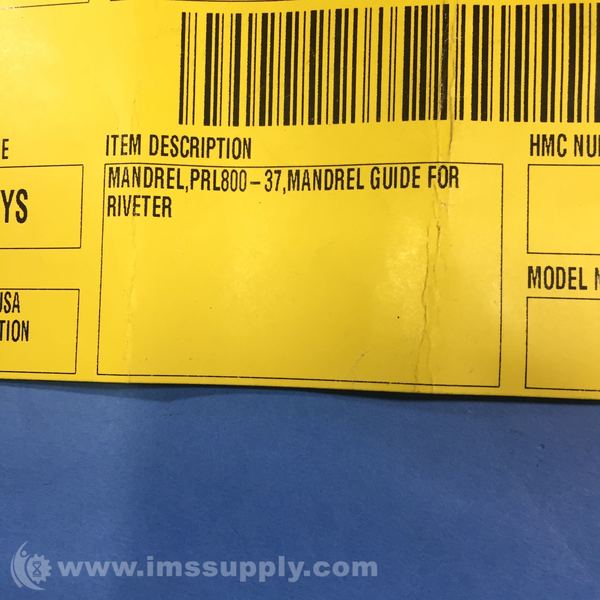 E
ITEM DESCRIPTION
HMC NU
YS
MANDREL,PRL800-37,MANDREL GUIDE FOR
RIVETER
MODEL N
USA
TION
www.imssupply.com